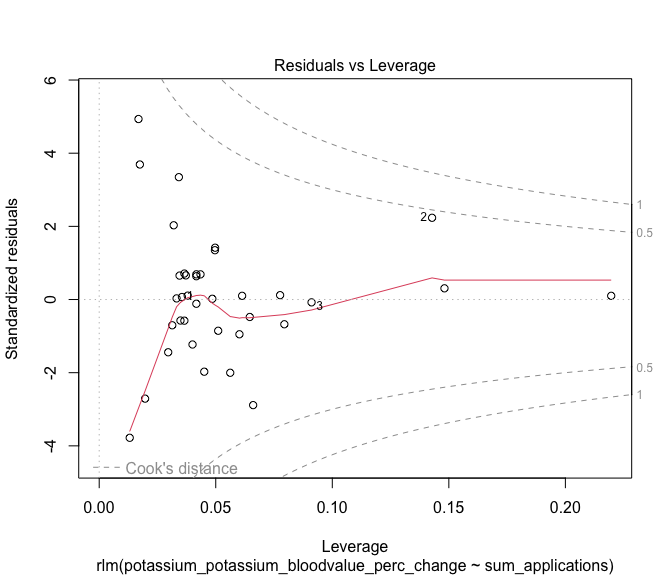 Residuals vs Leverage
Standardized residuals
6
4
2
0
-2
-4
2
1
3
1
0.5
0.5
1
Cook's distance
0.00 0.05 0.10 0.15 0.20
Leverage
rlm(potassium_potassium_bloodvalue_perc_change ~ sum_applications)